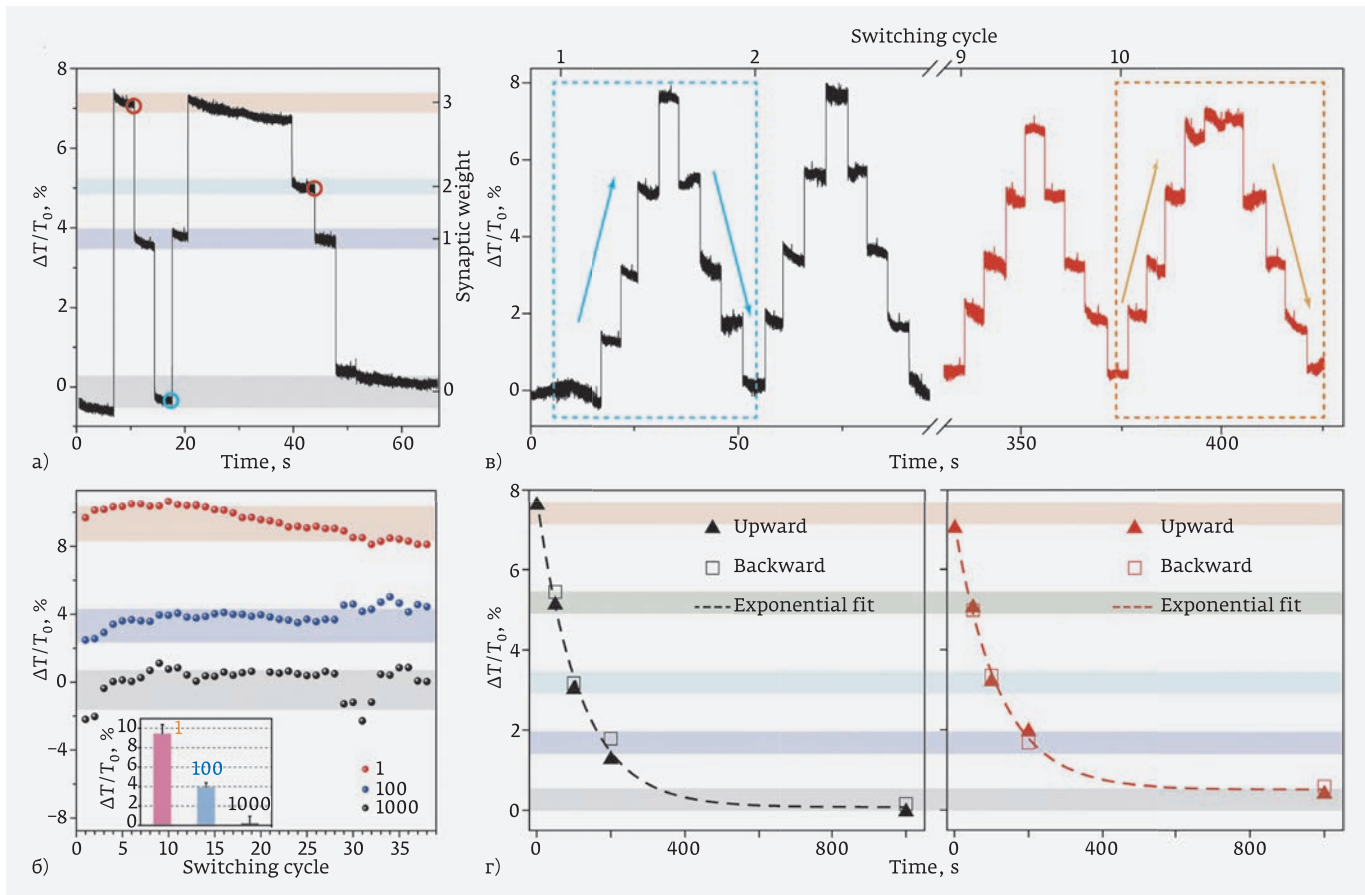 Switching cycle
1 2 9 10
8
6
4
2
0
ΔT/T0, %
3
2
1
0
Synaptic weight
0 20 40 60
Time, s
а)
8
6
4
2
0
ΔT/T0, %
0 50 350 400
Time, s
в)
8
4
0
−4
−8
ΔT/T0, %
10
8
6
4
2
0
ΔT/T0, %
1
100
1000
1
100
1000
0 5 10 15 20 25 30 35
Switching cycle
б)
8
6
4
2
0
ΔT/T0, %
Upward
Backward
Exponential fit
Upward
Backward
Exponential fit
0 400 800 0 400 800
Time, s
г)